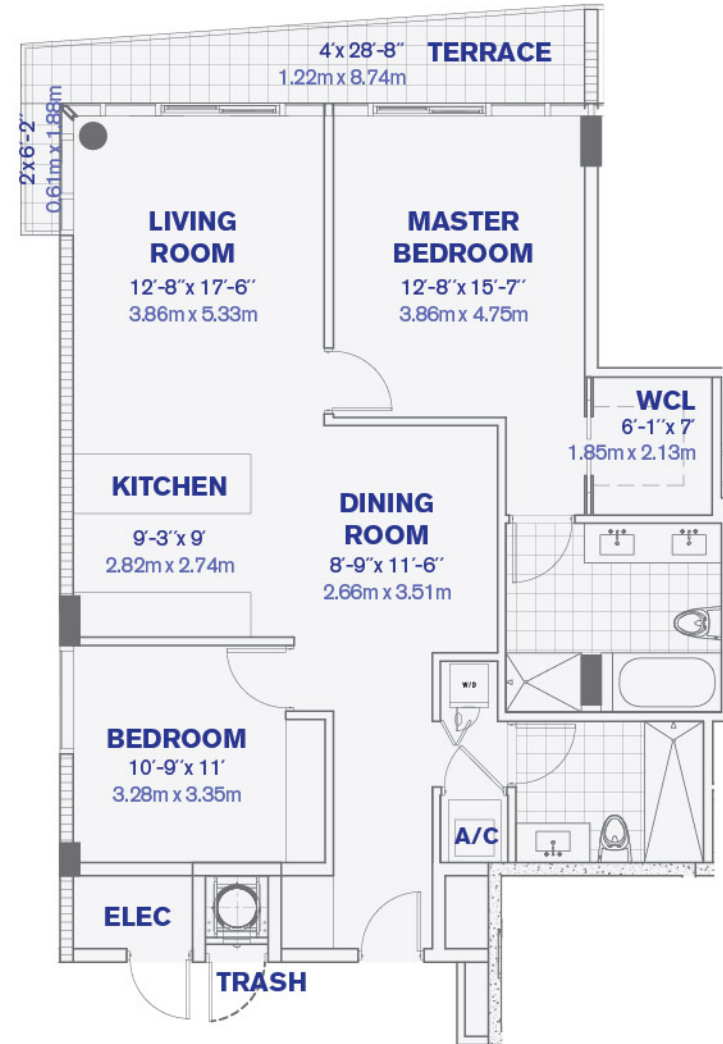 4'x 28'-8'' TERRACE
1.22m x 8.74m
2'x 6'-2''
0.61m x 1.88m
LIVING
ROOM
12'-8''x 17'-6''
3.86m x 5.33m
MASTER
BEDROOM
12'-8''x 15'-7''
3.86m x 4.75m
WCL
6'-1''x 7'
1.85m x 2.13m
KITCHEN
9'-3''x 9'
2.82m x 2.74m
DINING
ROOM
8'-9''x 11'-6''
2.66m x 3.51m
W/D
BEDROOM
10'-9''x 11'
3.28m x 3.35m
A/C
ELEC
TRASH